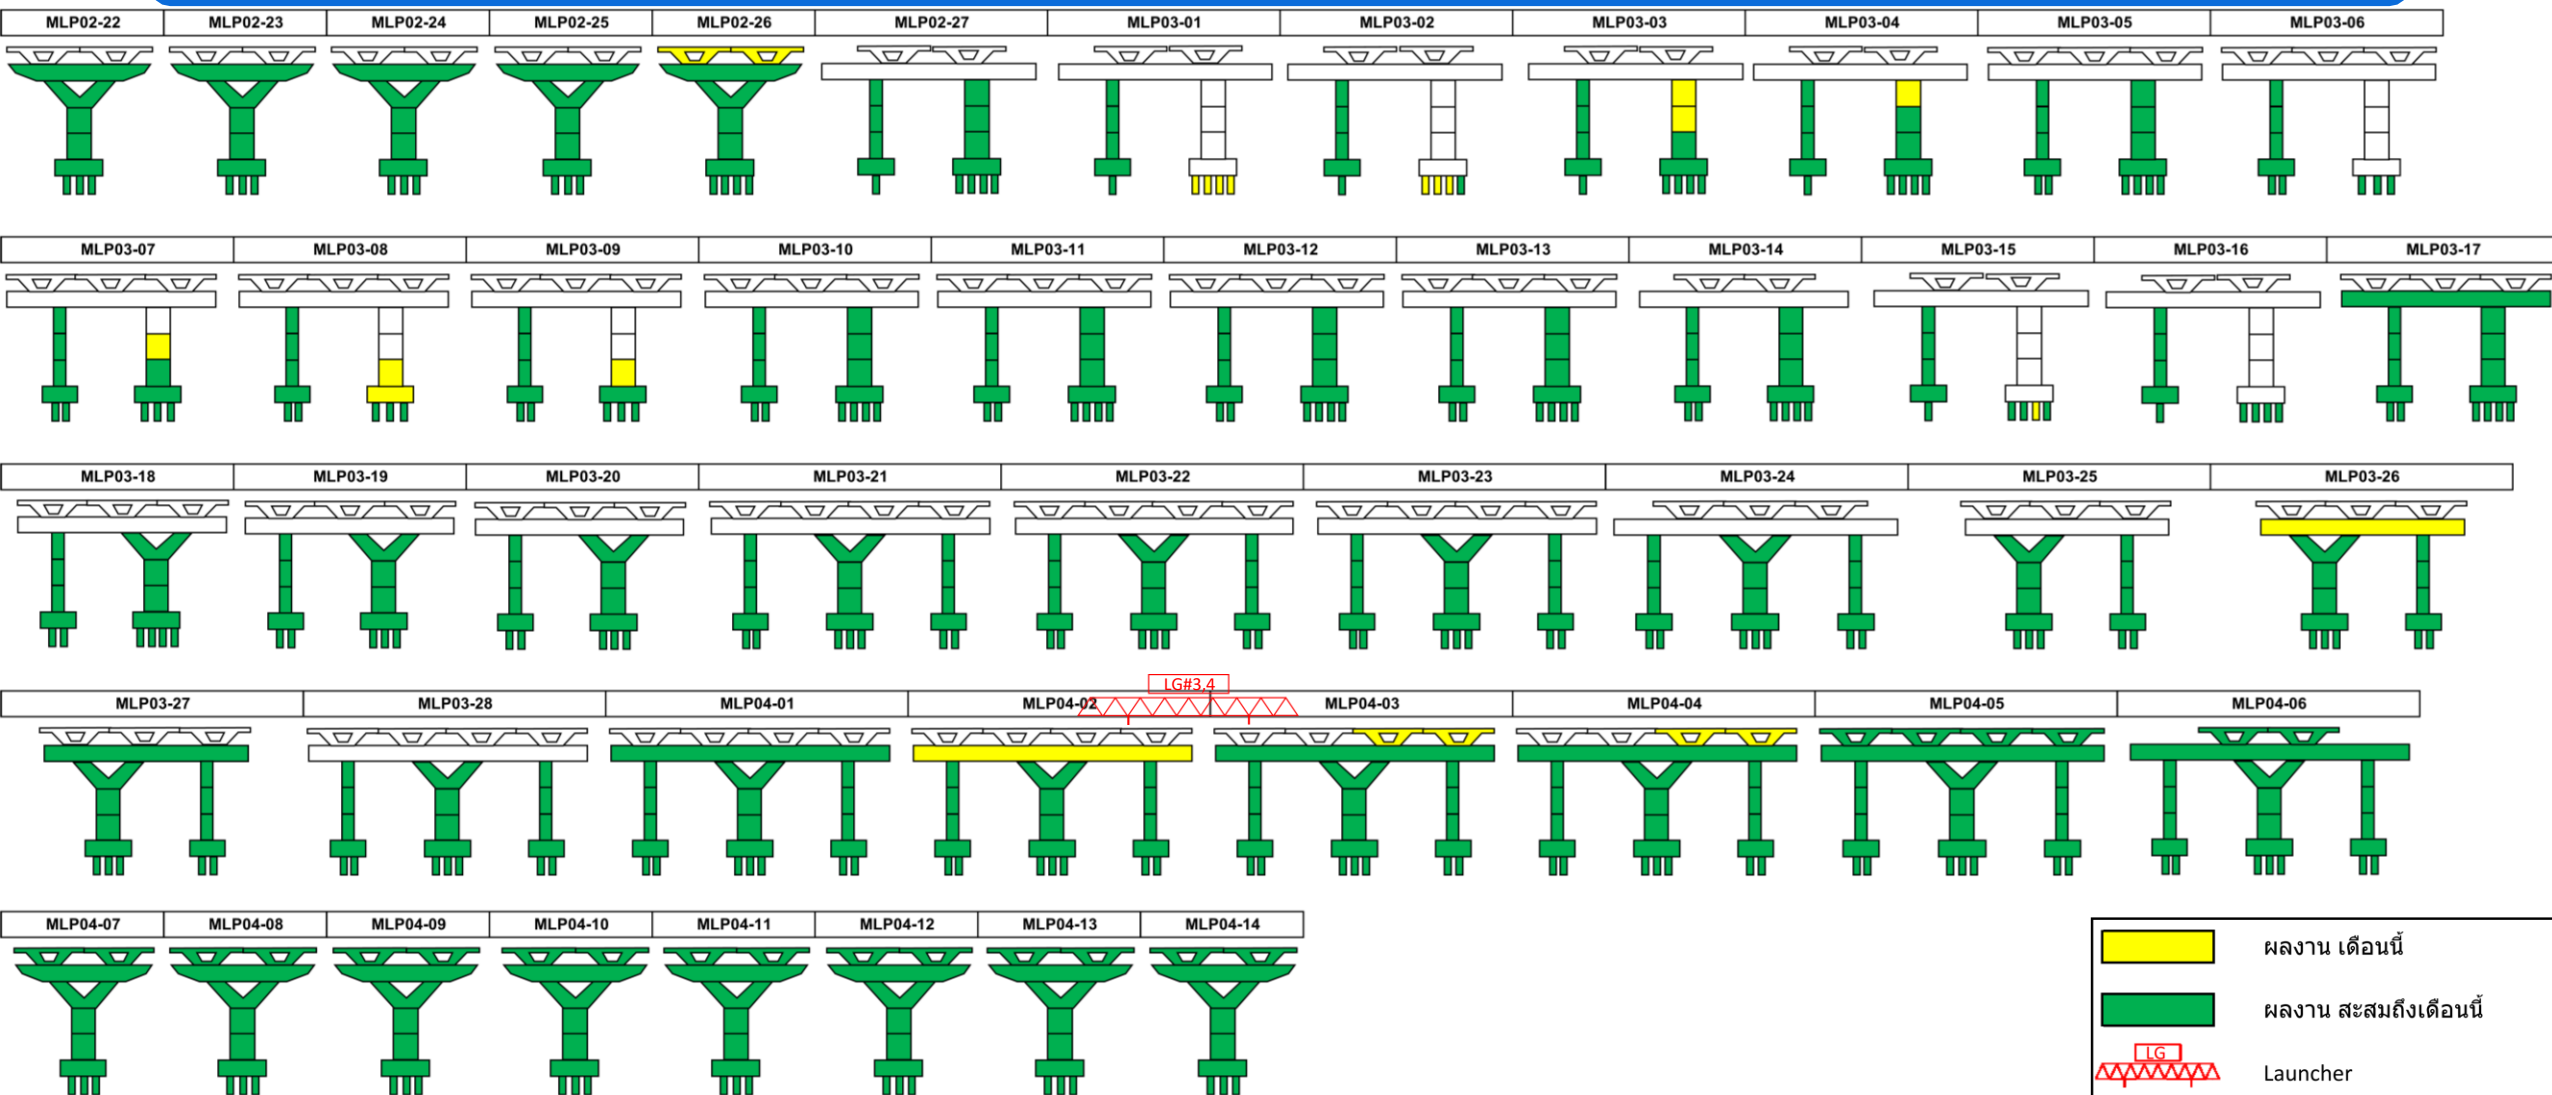 MLP02-22 MLP02-23 MLP02-24 MLP02-25 MLP02-26 MLP02-27 MLP03-01 MLP03-02 MLP03-03 MLP03-04 MLP03-05 MLP03-06
MLP03-07 MLP03-08 MLP03-09 MLP03-10 MLP03-11 MLP03-12 MLP03-13 MLP03-14 MLP03-15 MLP03-16 MLP03-17
MLP03-18 MLP03-19 MLP03-20 MLP03-21 MLP03-22 MLP03-23 MLP03-24 MLP03-25 MLP03-26
LG#3,4
MLP03-27 MLP03-28 MLP04-01 MLP04-02 MLP04-03 MLP04-04 MLP04-05 MLP04-06
MLP04-07 MLP04-08 MLP04-09 MLP04-10 MLP04-11 MLP04-12 MLP04-13 MLP04-14
ผลงาน เดือนนี้
ผลงาน สะสมถึงเดือนนี้
LG
Launcher